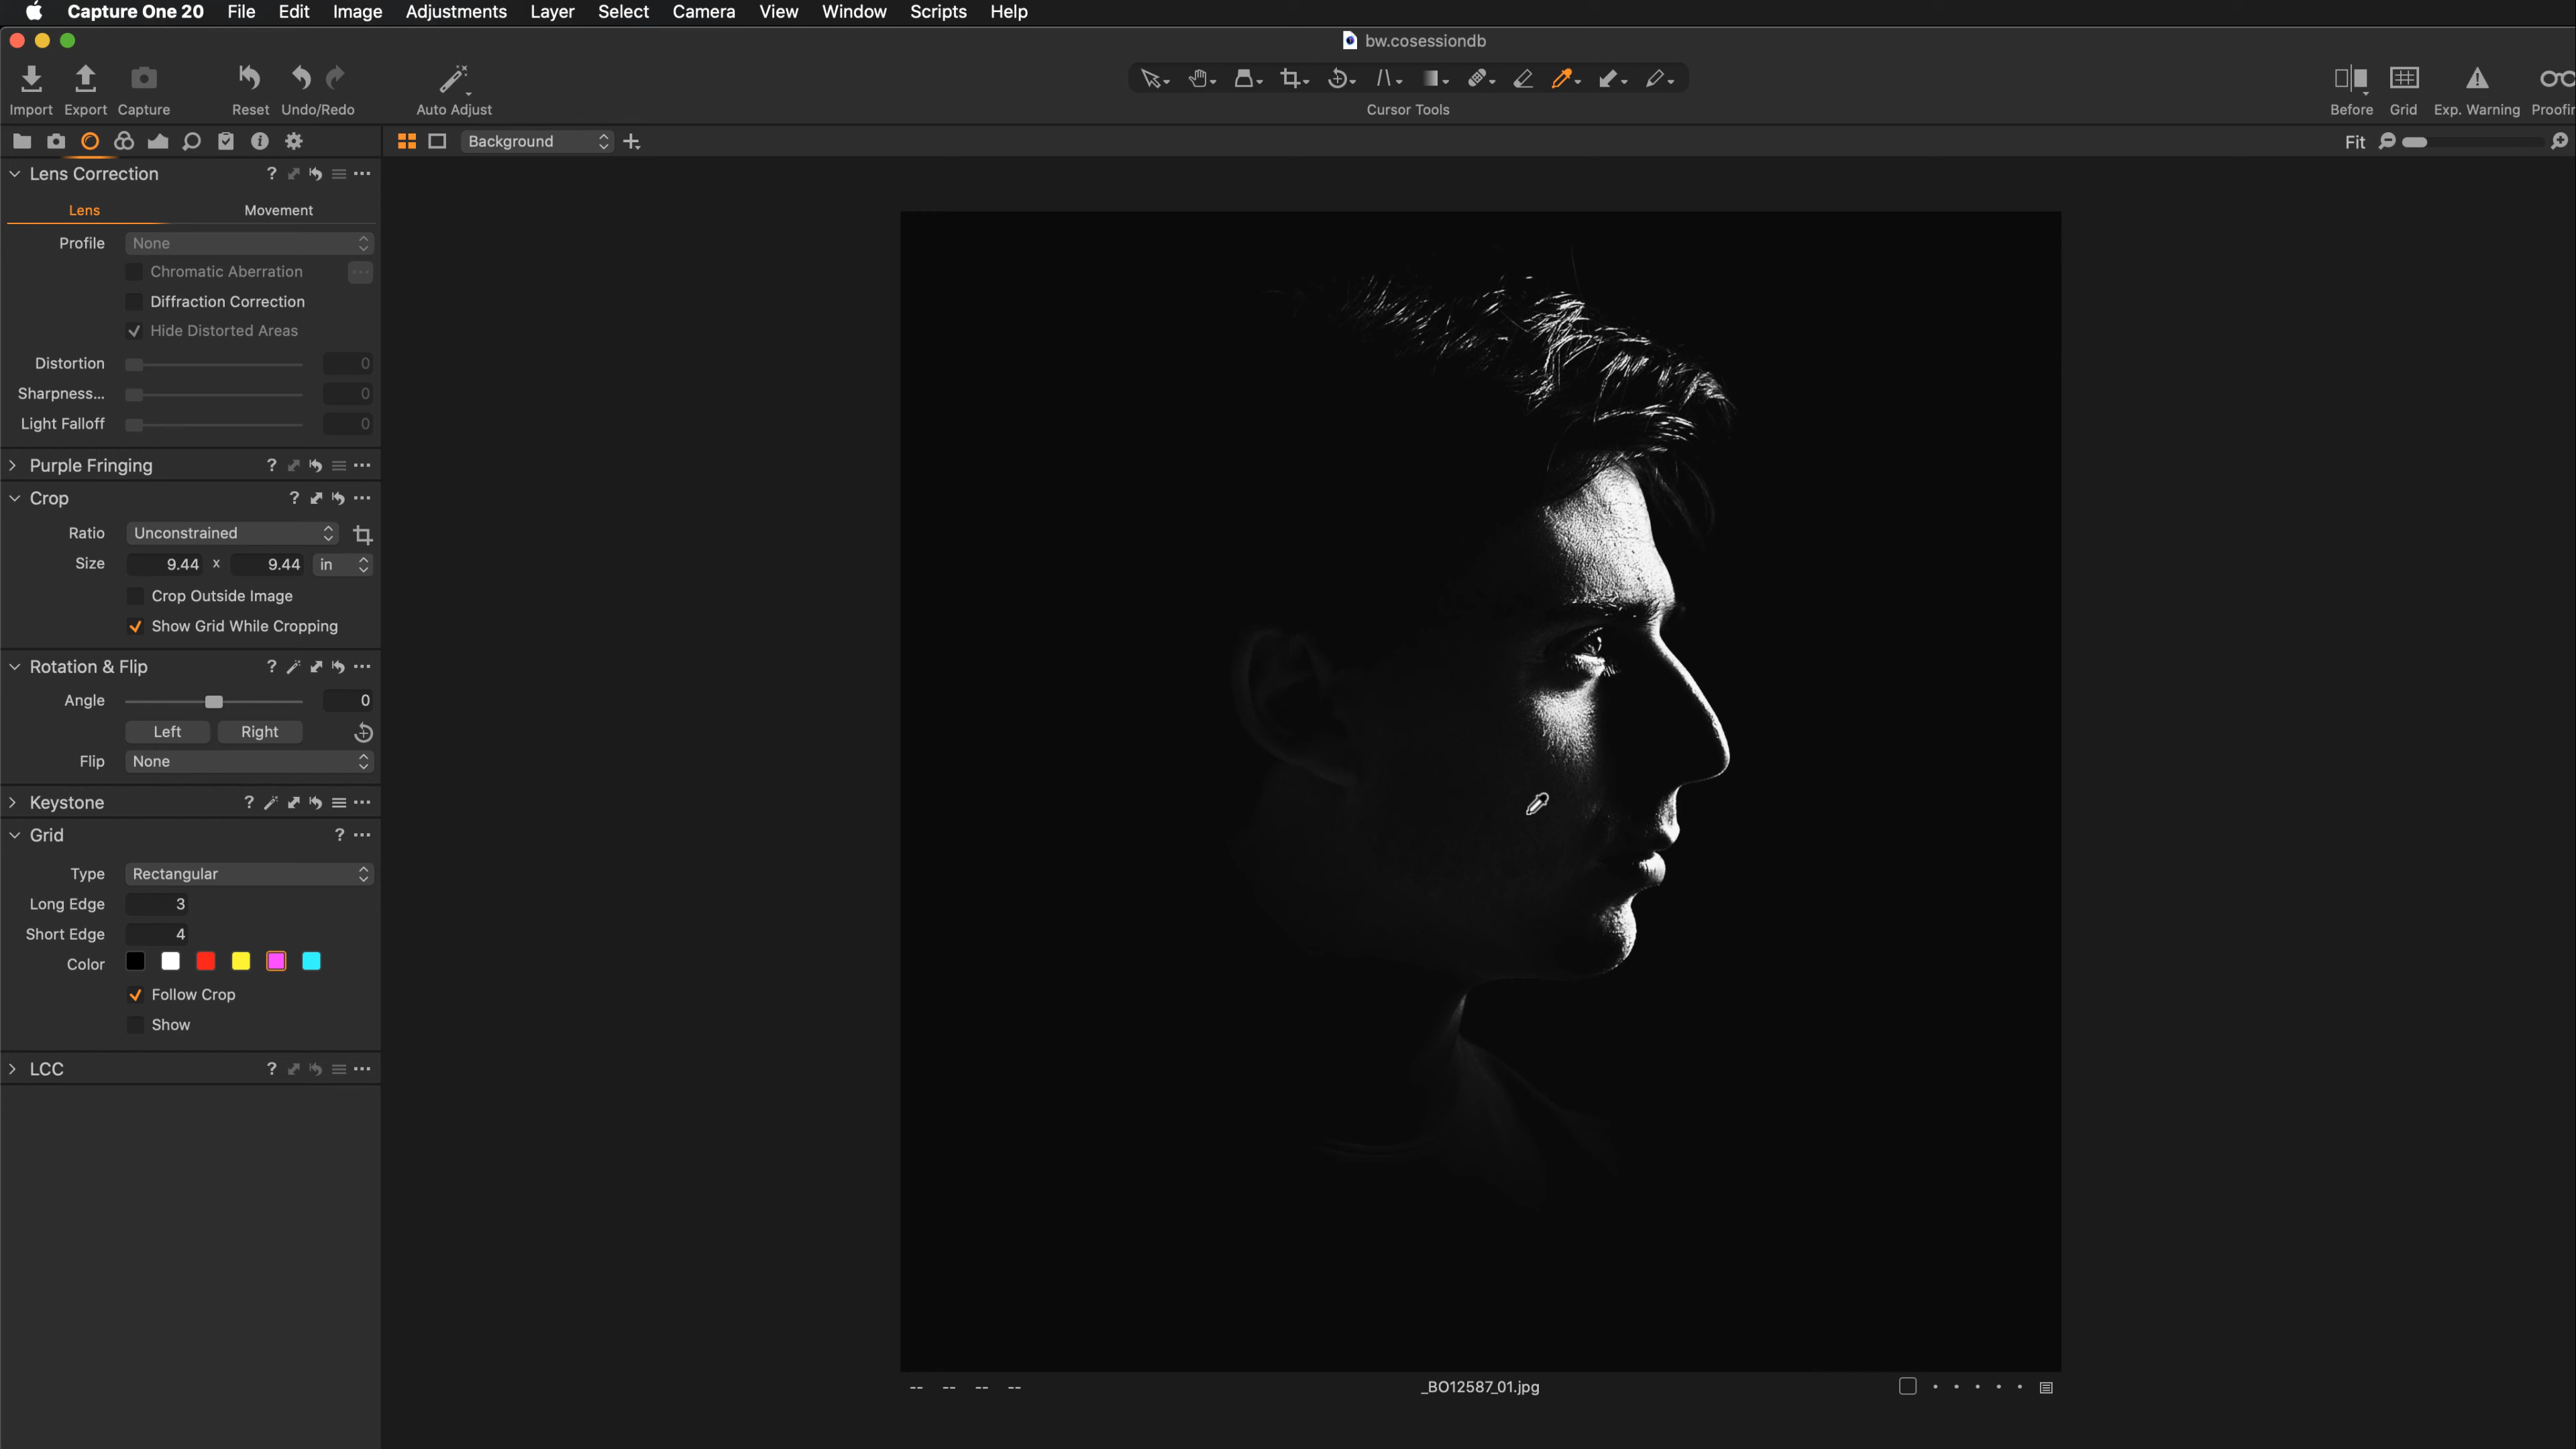 Capture One 20 File Edit Image Adjustments Layer Select Camera View Window Scripts Help
bw.cosessiondb
Import Export Capture Reset Undo/Redo Auto Adjust Cursor Tools Before Grid Exp. Warning Proofin
Background Fit
Lens Correction ?
Lens Movement
Profile None
Chromatic Aberration
Diffraction Correction
Hide Distorted Areas
Distortion 0
Sharpness... 0
Light Falloff 0
Purple Fringing ?
Crop ?
Ratio Unconstrained
Size 9.44 x 9.44 in
Crop Outside Image
Show Grid While Cropping
Rotation & Flip ?
Angle 0
Left Right
Flip None
Keystone ?
Grid ?
Type Rectangular
Long Edge 3
Short Edge 4
Color
Follow Crop
Show
LCC ?
-- -- -- -- _BO12587_01.jpg